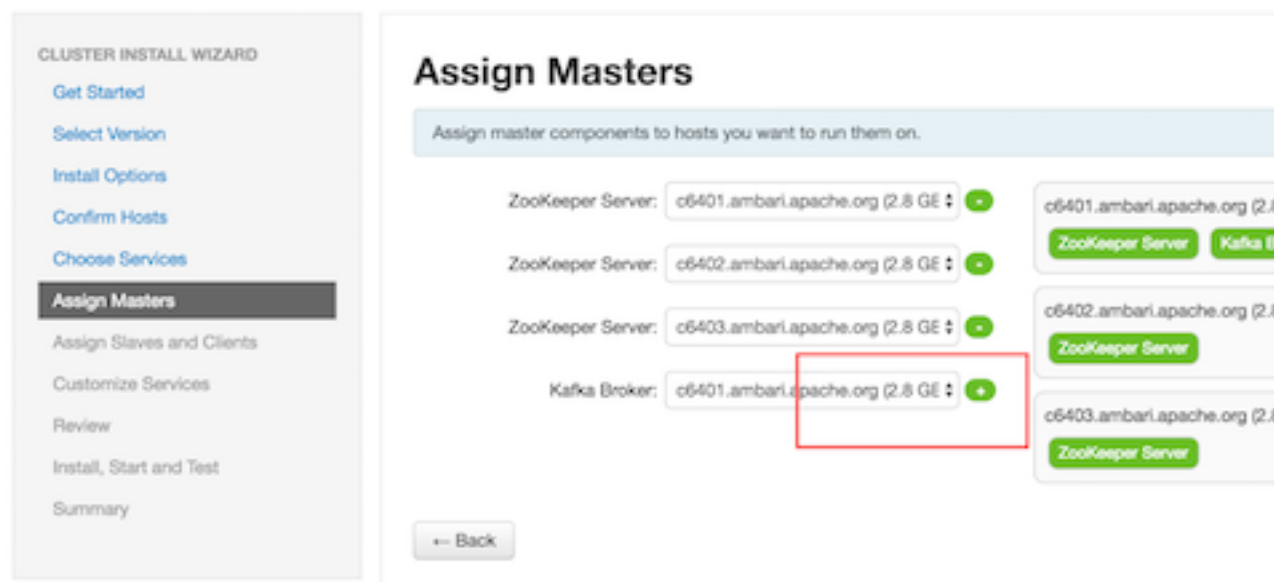 CLUSTER INSTALL WIZARD
Get Started
Select Version
Install Options
Confirm Hosts
Choose Services
Assign Masters
Assign Slaves and Clients
Customize Services
Review
Install, Start and Test
Summary
Assign Masters
Assign master components to hosts you want to run them on.
ZooKeeper Server: c6401.ambari.apache.org (2.8 GE -
ZooKeeper Server: c6402.ambari.apache.org (2.8 GE -
ZooKeeper Server: c6403.ambari.apache.org (2.8 GE -
Kafka Broker: c6401.ambari.apache.org (2.8 GE +
← Back
c6401.ambari.apache.org (2.8
ZooKeeper Server Kafka B
c6402.ambari.apache.org (2.8
ZooKeeper Server
c6403.ambari.apache.org (2.8
ZooKeeper Server